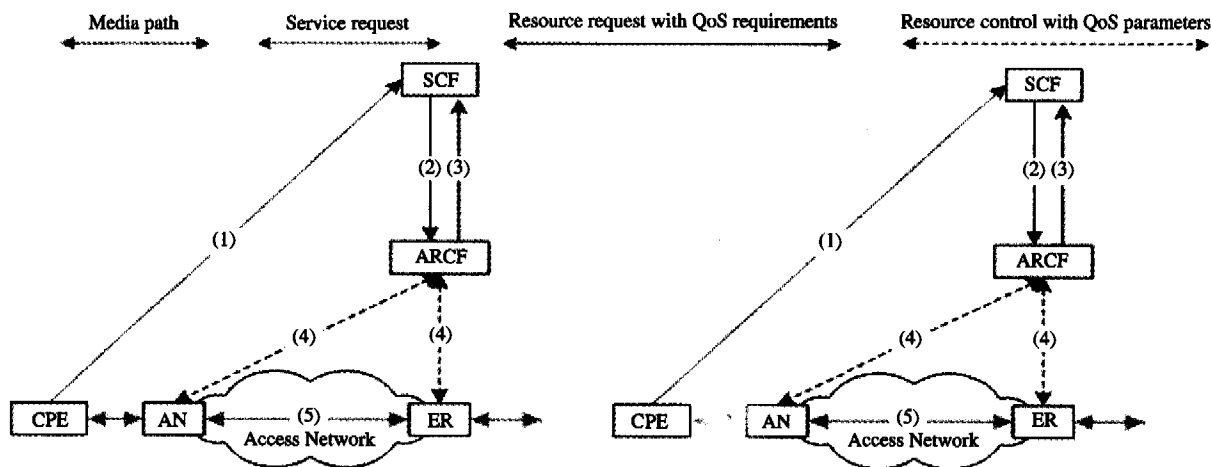 Media path
Service request
Resource request with QoS requirements
Resource control with QoS parameters
SCF
SCF
(2)
(3)
(2)
(3)
(1)
(1)
ARCF
ARCF
(4)
(4)
(4)
(4)
CPE
AN
(5)
ER
CPE
AN
(5)
ER
Access Network
Access Network